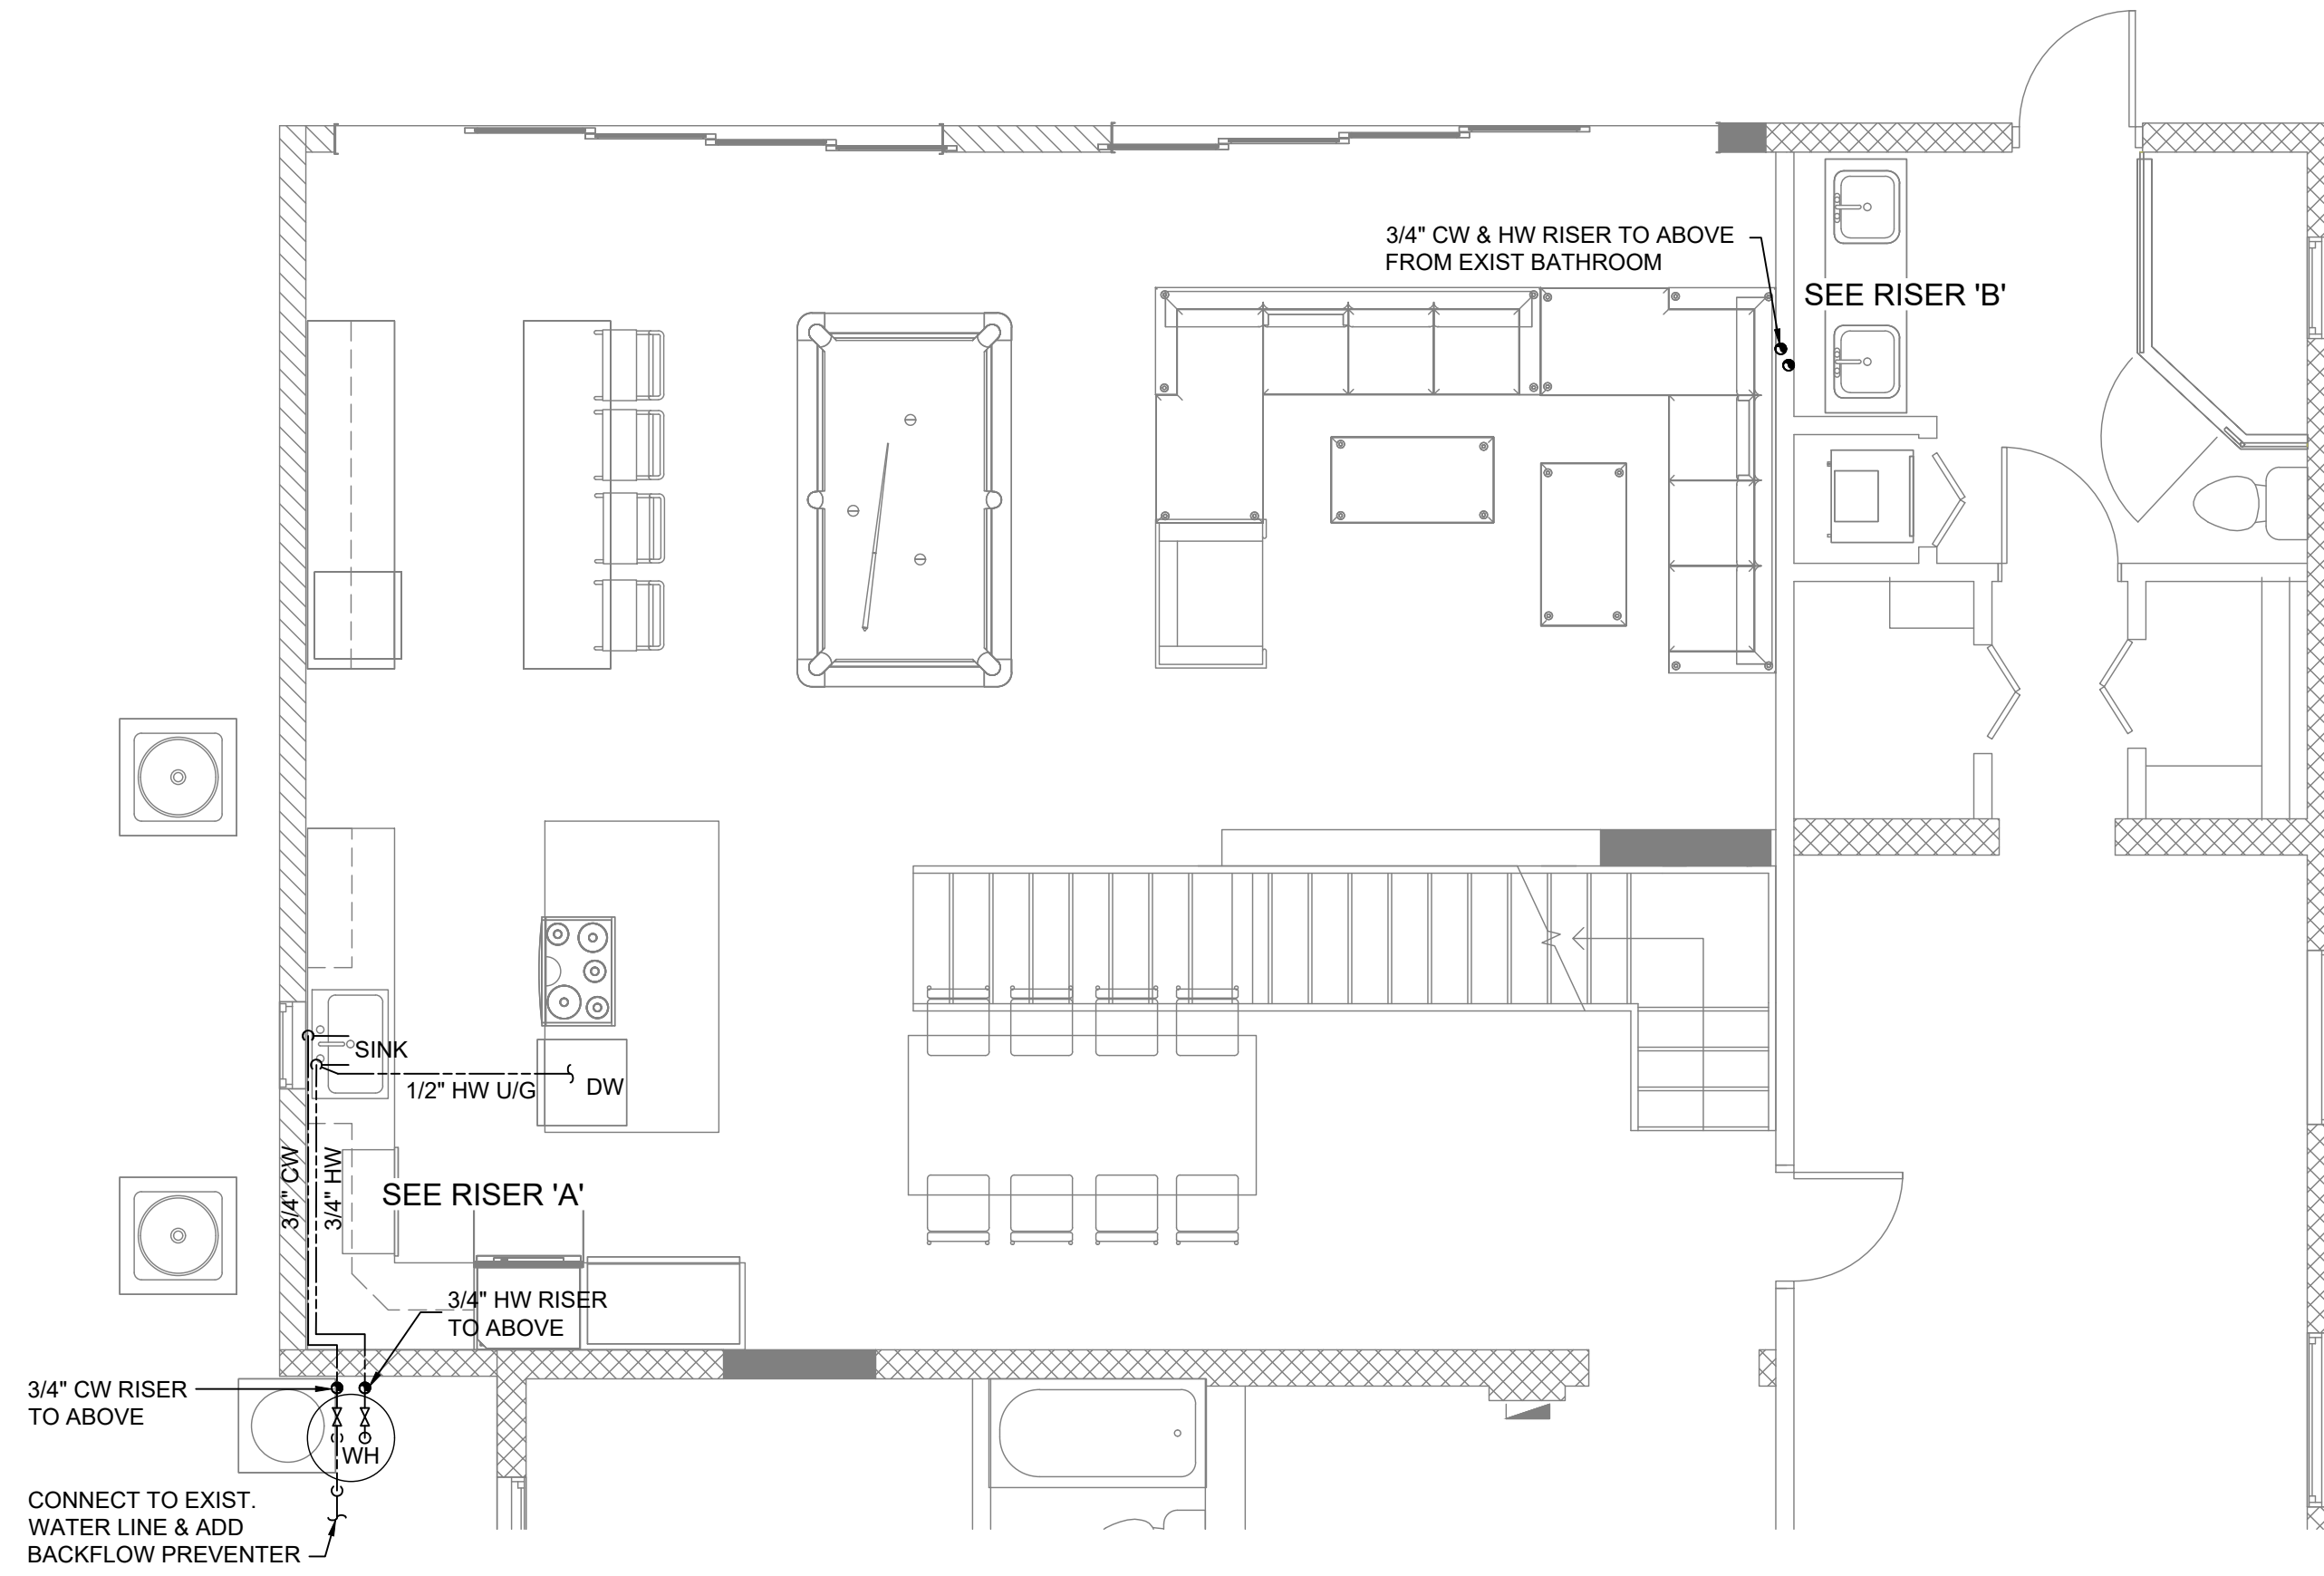 3/4" CW & HW RISER TO ABOVE
FROM EXIST BATHROOM
SEE RISER 'B'
SINK
1/2" HW U/G
DW
3/4" CW
3/4" HW
SEE RISER 'A'
3/4" HW RISER
TO ABOVE
3/4" CW RISER
TO ABOVE
WH
CONNECT TO EXIST.
WATER LINE & ADD
BACKFLOW PREVENTER